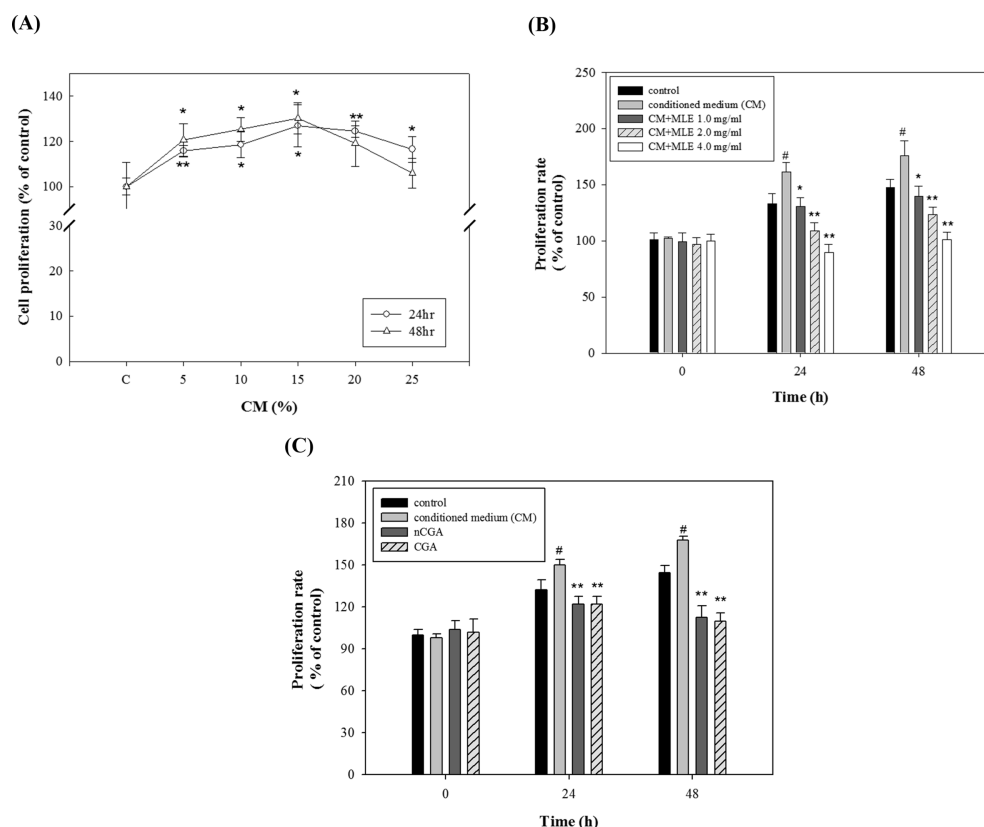 (A)
Cell proliferation (% of control)
140
120
100
30
20
10
0
* * * ** *
** * *
24hr
48hr
C 5 10 15 20 25
CM (%)
(B)
Proliferation rate
( % of control)
250
200
150
100
50
0
control
conditioned medium (CM)
CM+MLE 1.0 mg/ml
CM+MLE 2.0 mg/ml
CM+MLE 4.0 mg/ml
# * ** **
# * ** **
0 24 48
Time (h)
(C)
Proliferation rate
( % of control)
210
180
150
120
90
60
30
0
control
conditioned medium (CM)
nCGA
CGA
# ** **
# ** **
0 24 48
Time (h)